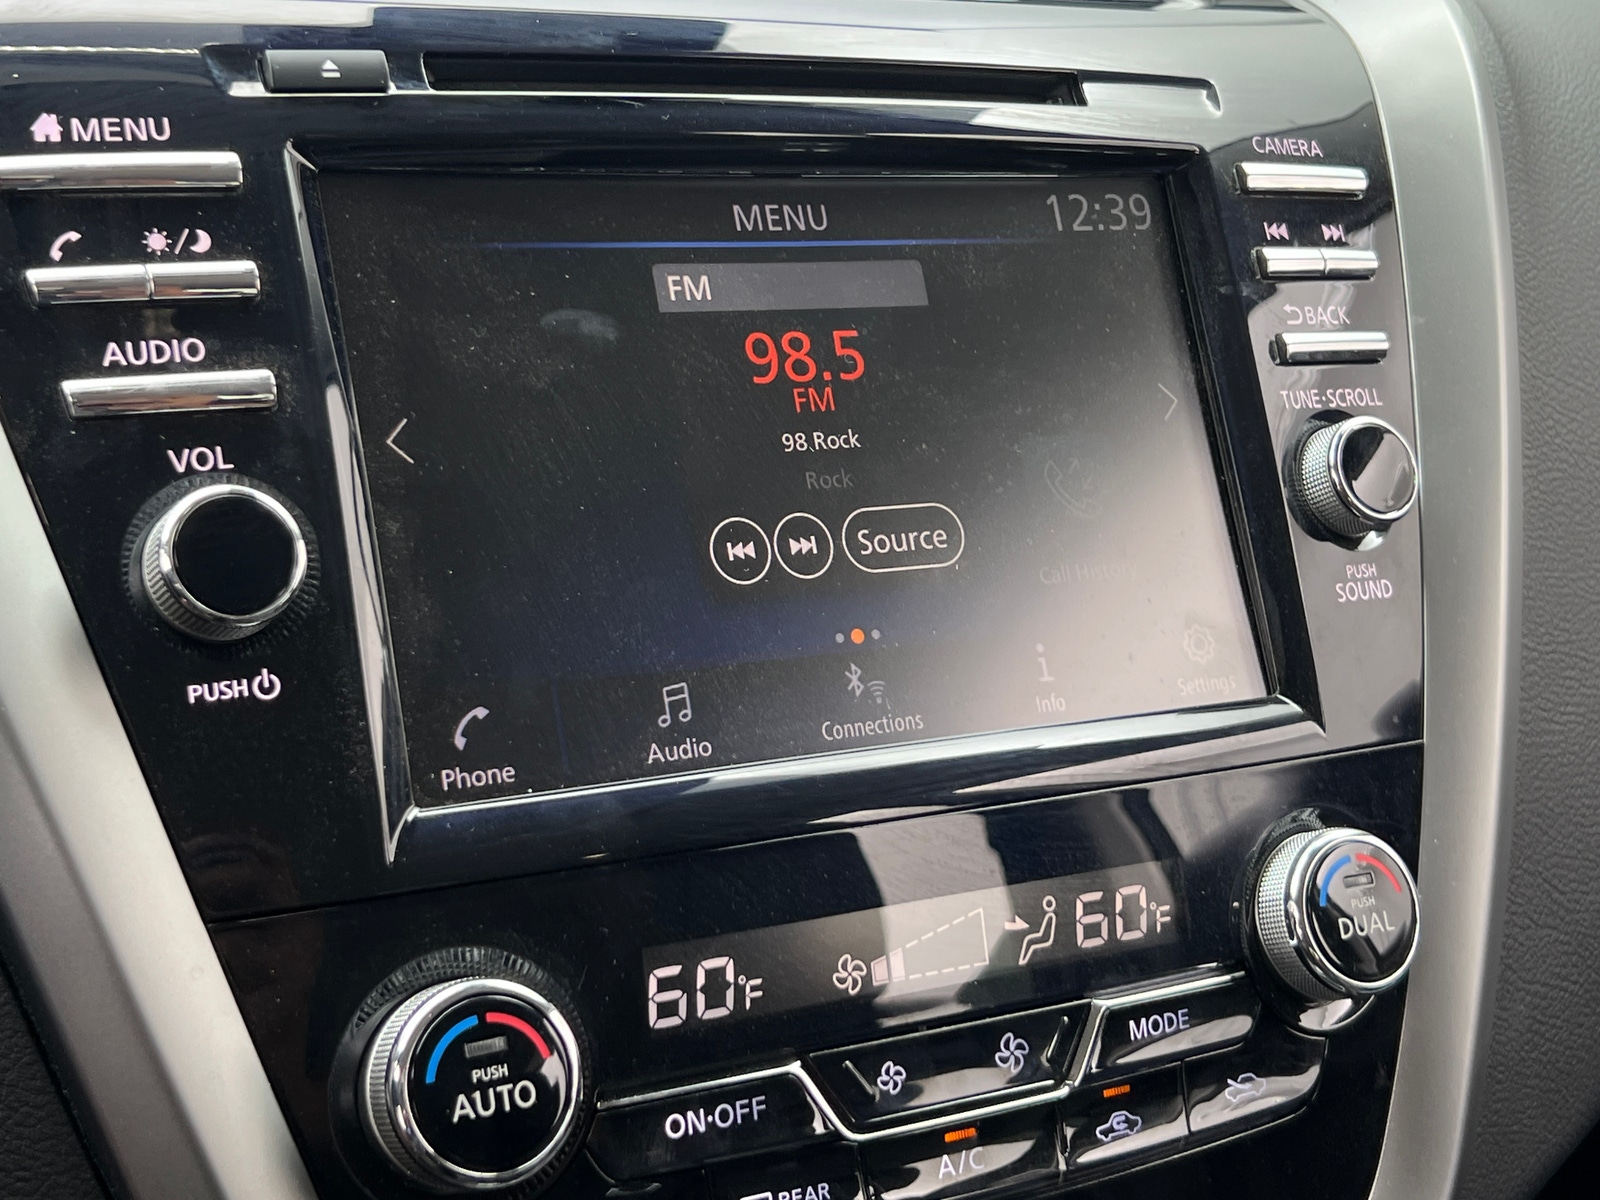 MENU
CAMERA
MENU 12:39
FM
98.5
FM
98 Rock
Rock
Source
Call History
Phone
Audio
Connections
Info
Settings
AUDIO
VOL
PUSH
BACK
TUNE·SCROLL
PUSH
SOUND
60°F
60°F
PUSH
AUTO
PUSH
DUAL
MODE
ON·OFF
A/C
REAR